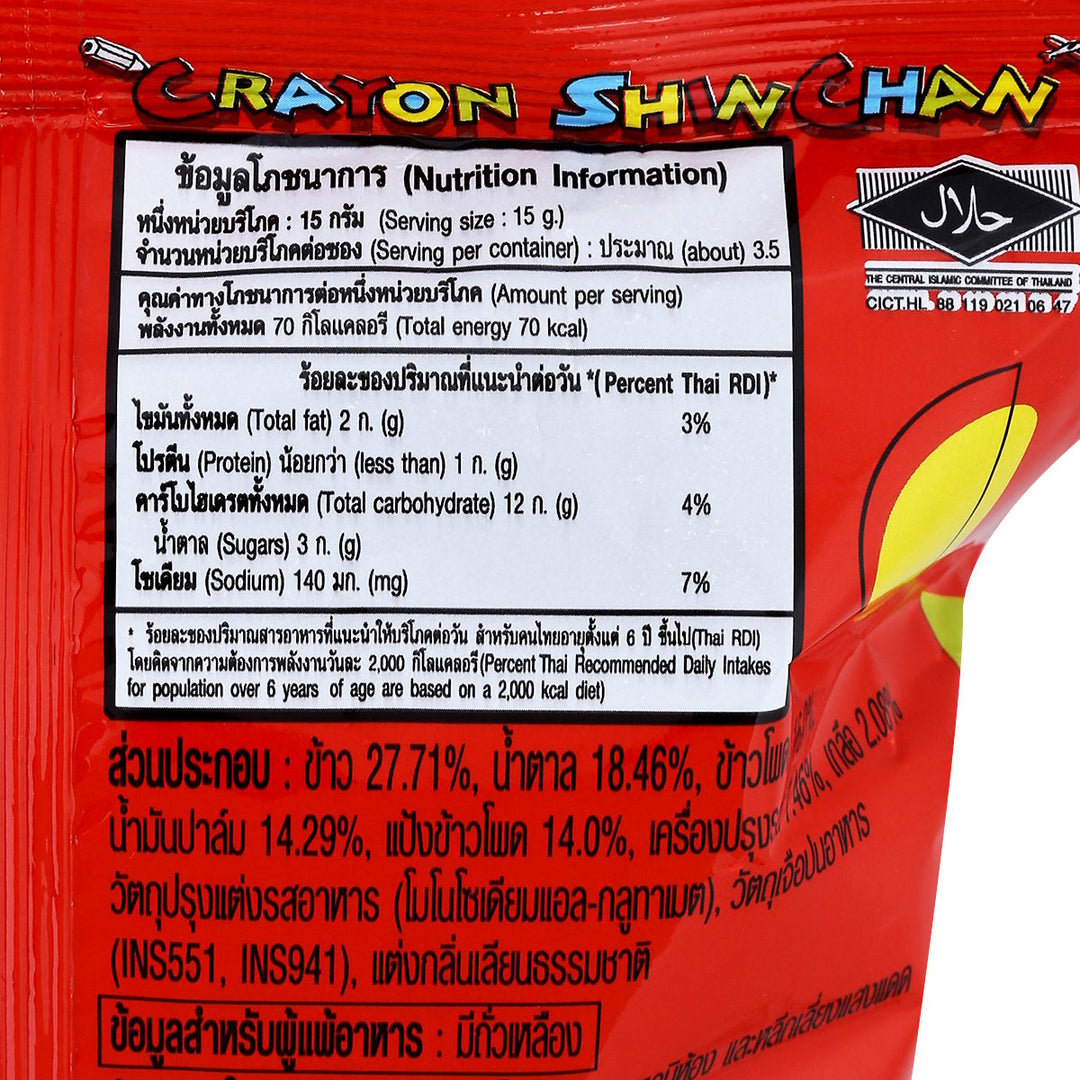 CRAYON SHINCHAN
ข้อมูลโภชนาการ (Nutrition Information)
หนึ่งหน่วยบริโภค : 15 กรัม (Serving size : 15 g.)
จำนวนหน่วยบริโภคต่อซอง (Serving per container) : ประมาณ (about) 3.5
คุณค่าทางโภชนาการต่อหนึ่งหน่วยบริโภค (Amount per serving)
พลังงานทั้งหมด 70 กิโลแคลอรี (Total energy 70 kcal)
ร้อยละของปริมาณที่แนะนำต่อวัน *(Percent Thai RDI)*
ไขมันทั้งหมด (Total fat) 2 ก. (g) 3%
โปรตีน (Protein) น้อยกว่า (less than) 1 ก. (g)
คาร์โบไฮเดรตทั้งหมด (Total carbohydrate) 12 ก. (g) 4%
น้ำตาล (Sugars) 3 ก. (g)
โซเดียม (Sodium) 140 มก. (mg) 7%
* ร้อยละของปริมาณสารอาหารที่แนะนำให้บริโภคต่อวัน สำหรับคนไทยอายุตั้งแต่ 6 ปี ขึ้นไป(Thai RDI)
โดยคิดจากความต้องการพลังงานวันละ 2,000 กิโลแคลอรี(Percent Thai Recommended Daily Intakes
for population over 6 years of age are based on a 2,000 kcal diet)
حلال
THE CENTRAL ISLAMIC COMMITTEE OF THAILAND
CICT.HL. 88 119 021 06 47
ส่วนประกอบ : ข้าว 27.71%, น้ำตาล 18.46%, ข้าวโพด
น้ำมันปาล์ม 14.29%, แป้งข้าวโพด 14.0%, เครื่องปรุงรส เกลือ 2.08%
วัตถุปรุงแต่งรสอาหาร (โมโนโซเดียมแอล-กลูทาเมต), วัตถุเจือปนอาหาร
(INS551, INS941), แต่งกลิ่นเลียนธรรมชาติ
ข้อมูลสำหรับผู้แพ้อาหาร : มีถั่วเหลือง
และหลีกเลี่ยงแสงแดด